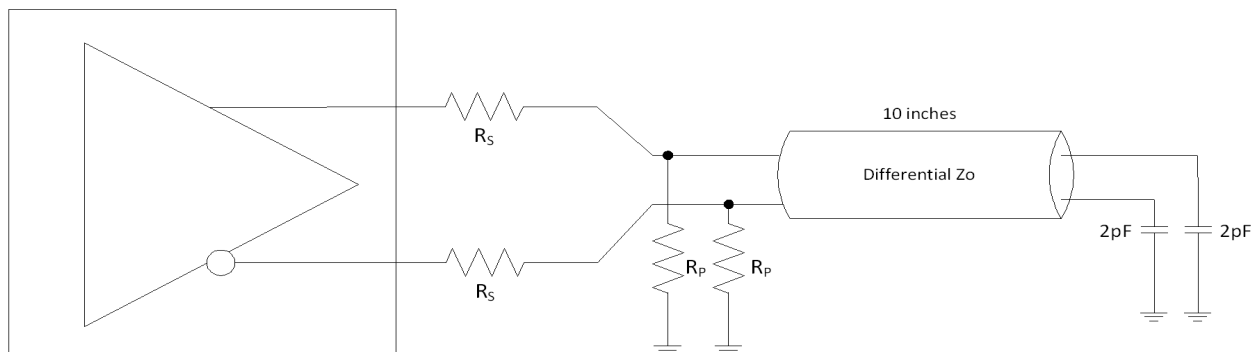 R_S
10 inches
Differential Zo
2pF 2pF
R_P R_P
R_S